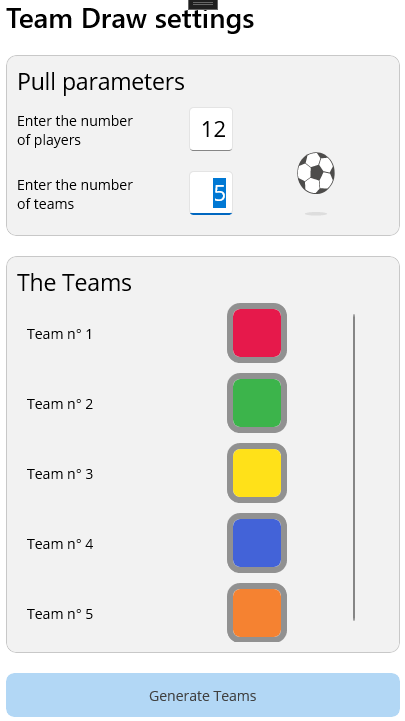 Team Draw settings
Pull parameters
Enter the number
of players
12
Enter the number
of teams
5
The Teams
Team n° 1
Team n° 2
Team n° 3
Team n° 4
Team n° 5
Generate Teams